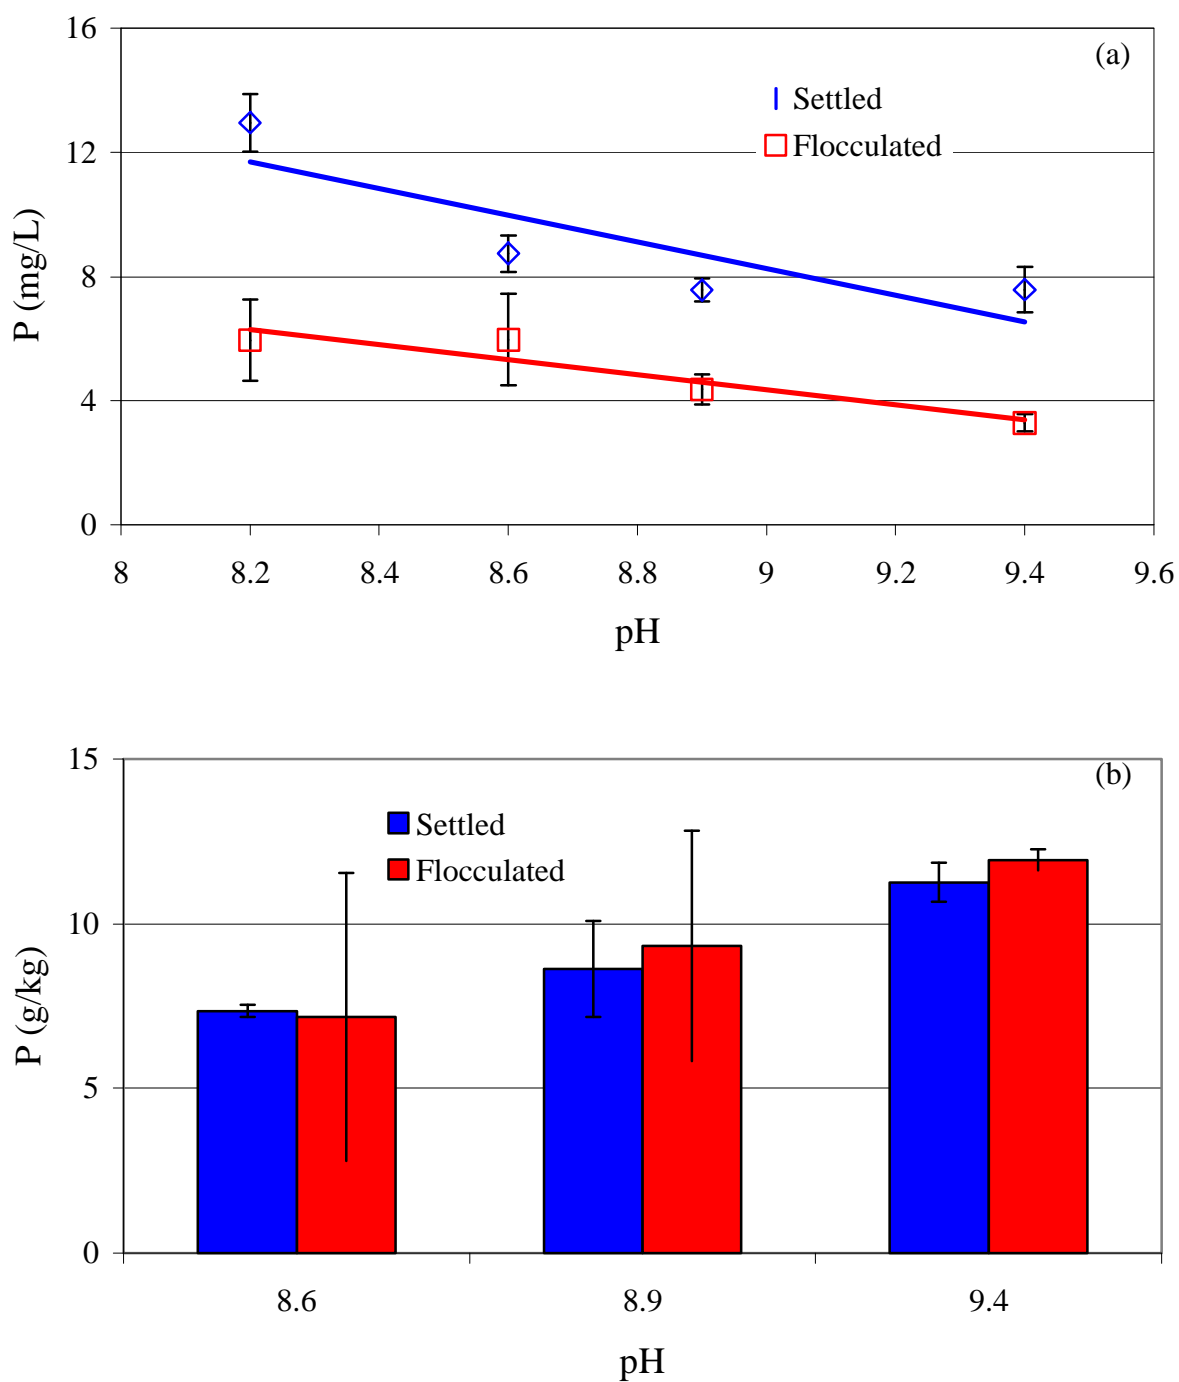 16
(a)
Settled
Flocculated
12
8
4
0
P (mg/L)
8 8.2 8.4 8.6 8.8 9 9.2 9.4 9.6
pH
15
(b)
Settled
Flocculated
10
5
0
P (g/kg)
8.6 8.9 9.4
pH